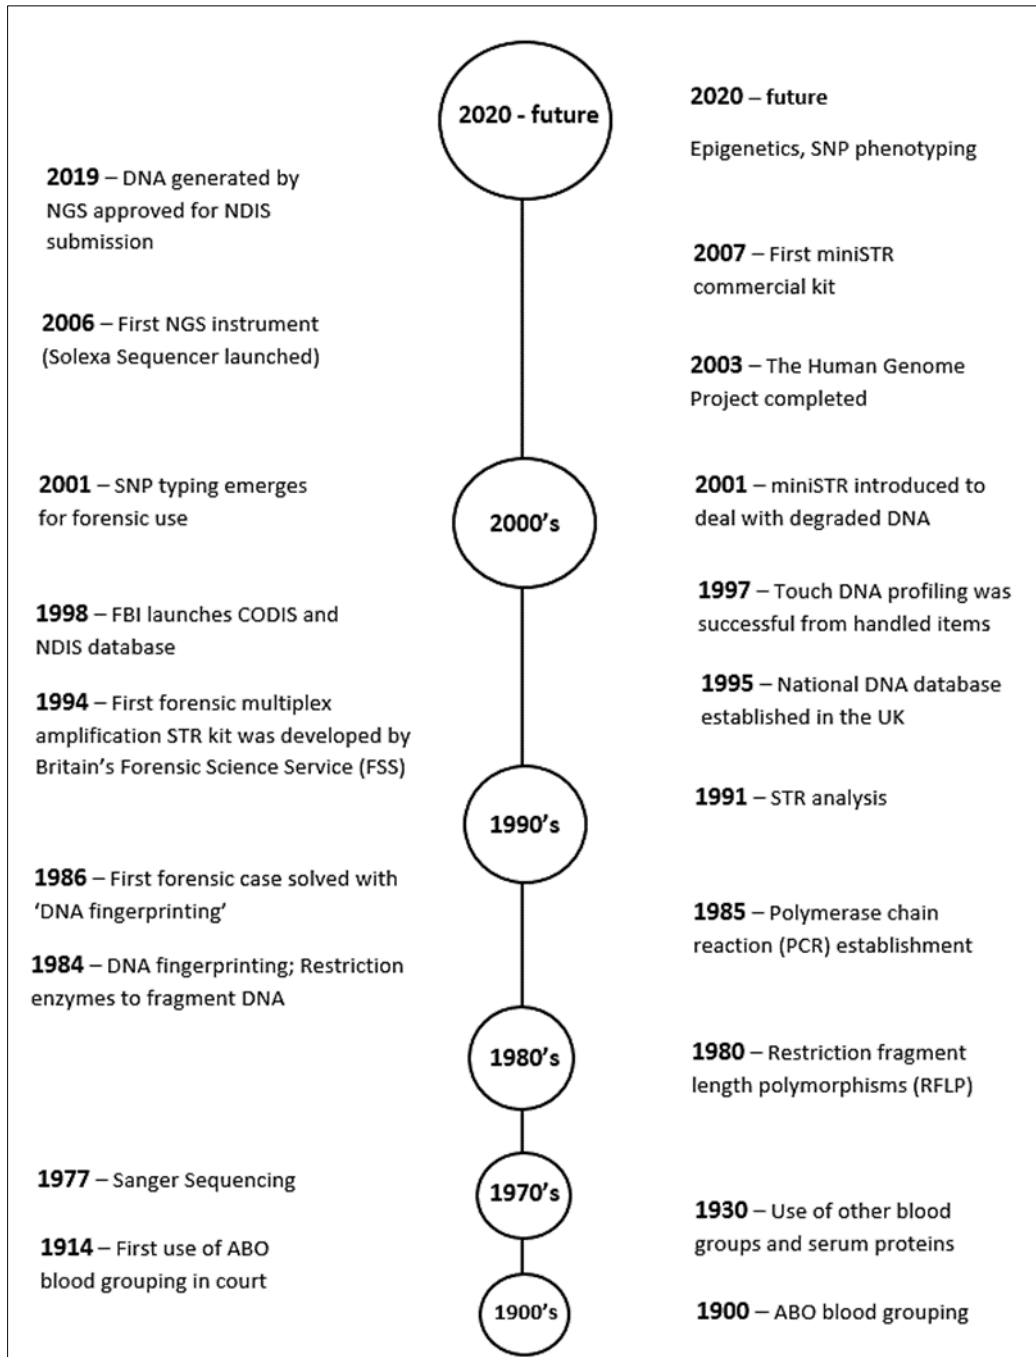 2020 - future
2020 – future
Epigenetics, SNP phenotyping
2019 – DNA generated by
NGS approved for NDIS
submission
2007 – First miniSTR
commercial kit
2006 – First NGS instrument
(Solexa Sequencer launched)
2003 – The Human Genome
Project completed
2001 – SNP typing emerges
for forensic use
2000's
2001 – miniSTR introduced to
deal with degraded DNA
1997 – Touch DNA profiling was
successful from handled items
1998 – FBI launches CODIS and
NDIS database
1995 – National DNA database
established in the UK
1994 – First forensic multiplex
amplification STR kit was developed by
Britain's Forensic Science Service (FSS)
1990's
1991 – STR analysis
1986 – First forensic case solved with
'DNA fingerprinting'
1985 – Polymerase chain
reaction (PCR) establishment
1984 – DNA fingerprinting; Restriction
enzymes to fragment DNA
1980's
1980 – Restriction fragment
length polymorphisms (RFLP)
1977 – Sanger Sequencing
1970's
1930 – Use of other blood
groups and serum proteins
1914 – First use of ABO
blood grouping in court
1900's
1900 – ABO blood grouping